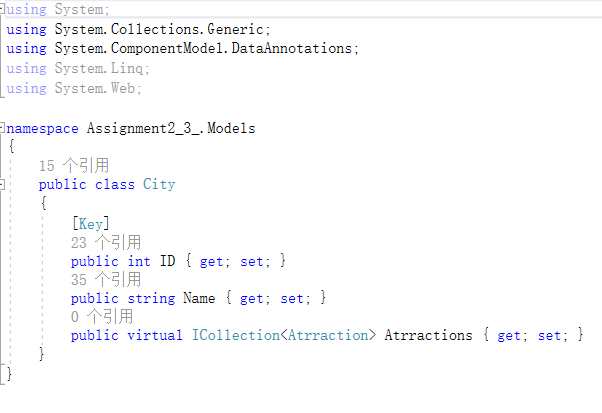 using System;
using System.Collections.Generic;
using System.ComponentModel.DataAnnotations;
using System.Linq;
using System.Web;
namespace Assignment2_3_.Models
{
15 个引用
public class City
{
[Key]
23 个引用
public int ID { get; set; }
35 个引用
public string Name { get; set; }
0 个引用
public virtual ICollection<Atrraction> Atrractions { get; set; }
}
}